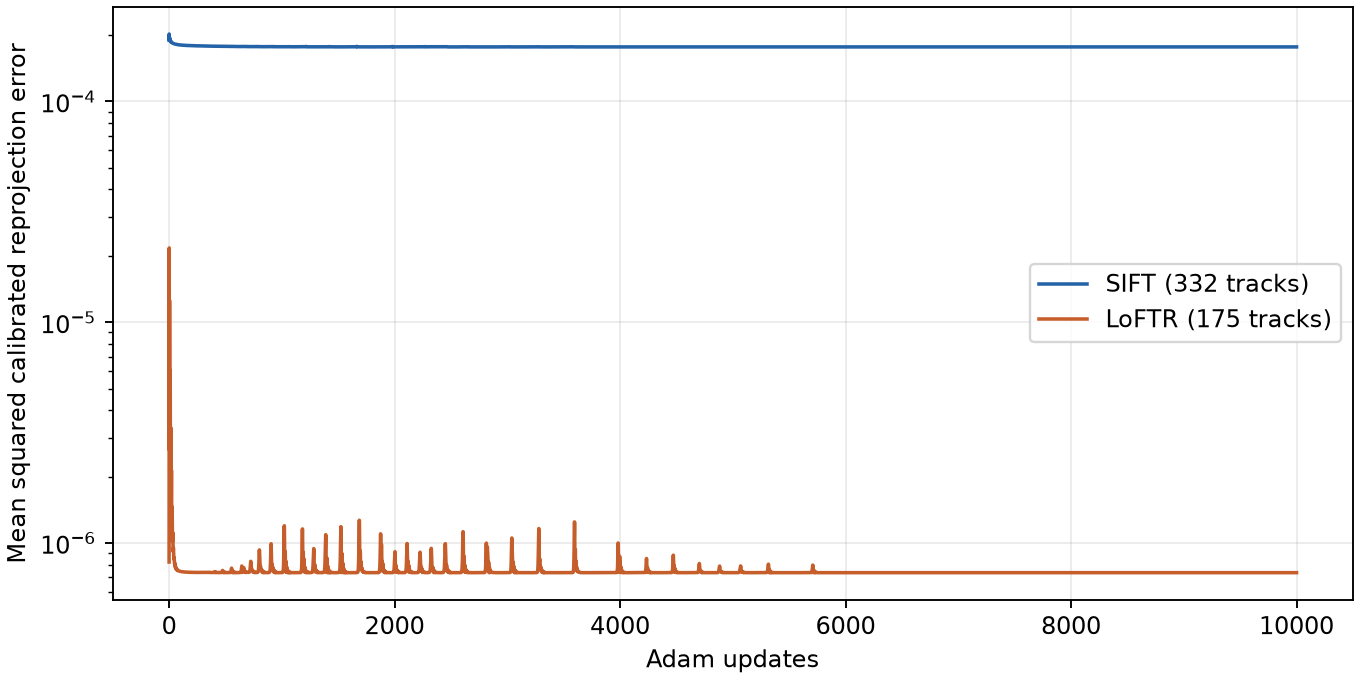 Mean squared calibrated reprojection error
10⁻⁴
10⁻⁵
10⁻⁶
SIFT (332 tracks)
LoFTR (175 tracks)
0 2000 4000 6000 8000 10000
Adam updates